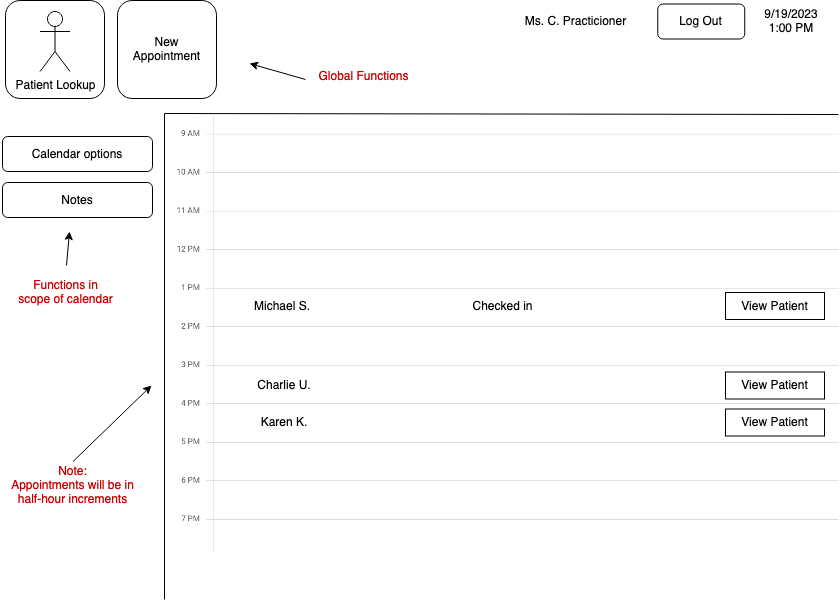 Patient Lookup
New
Appointment
Ms. C. Practicioner
Log Out
9/19/2023
1:00 PM
Global Functions
Calendar options
Notes
Functions in
scope of calendar
Note:
Appointments will be in
half-hour increments
9 AM
10 AM
11 AM
12 PM
1 PM
Michael S. Checked in View Patient
2 PM
3 PM
Charlie U. View Patient
4 PM
Karen K. View Patient
5 PM
6 PM
7 PM